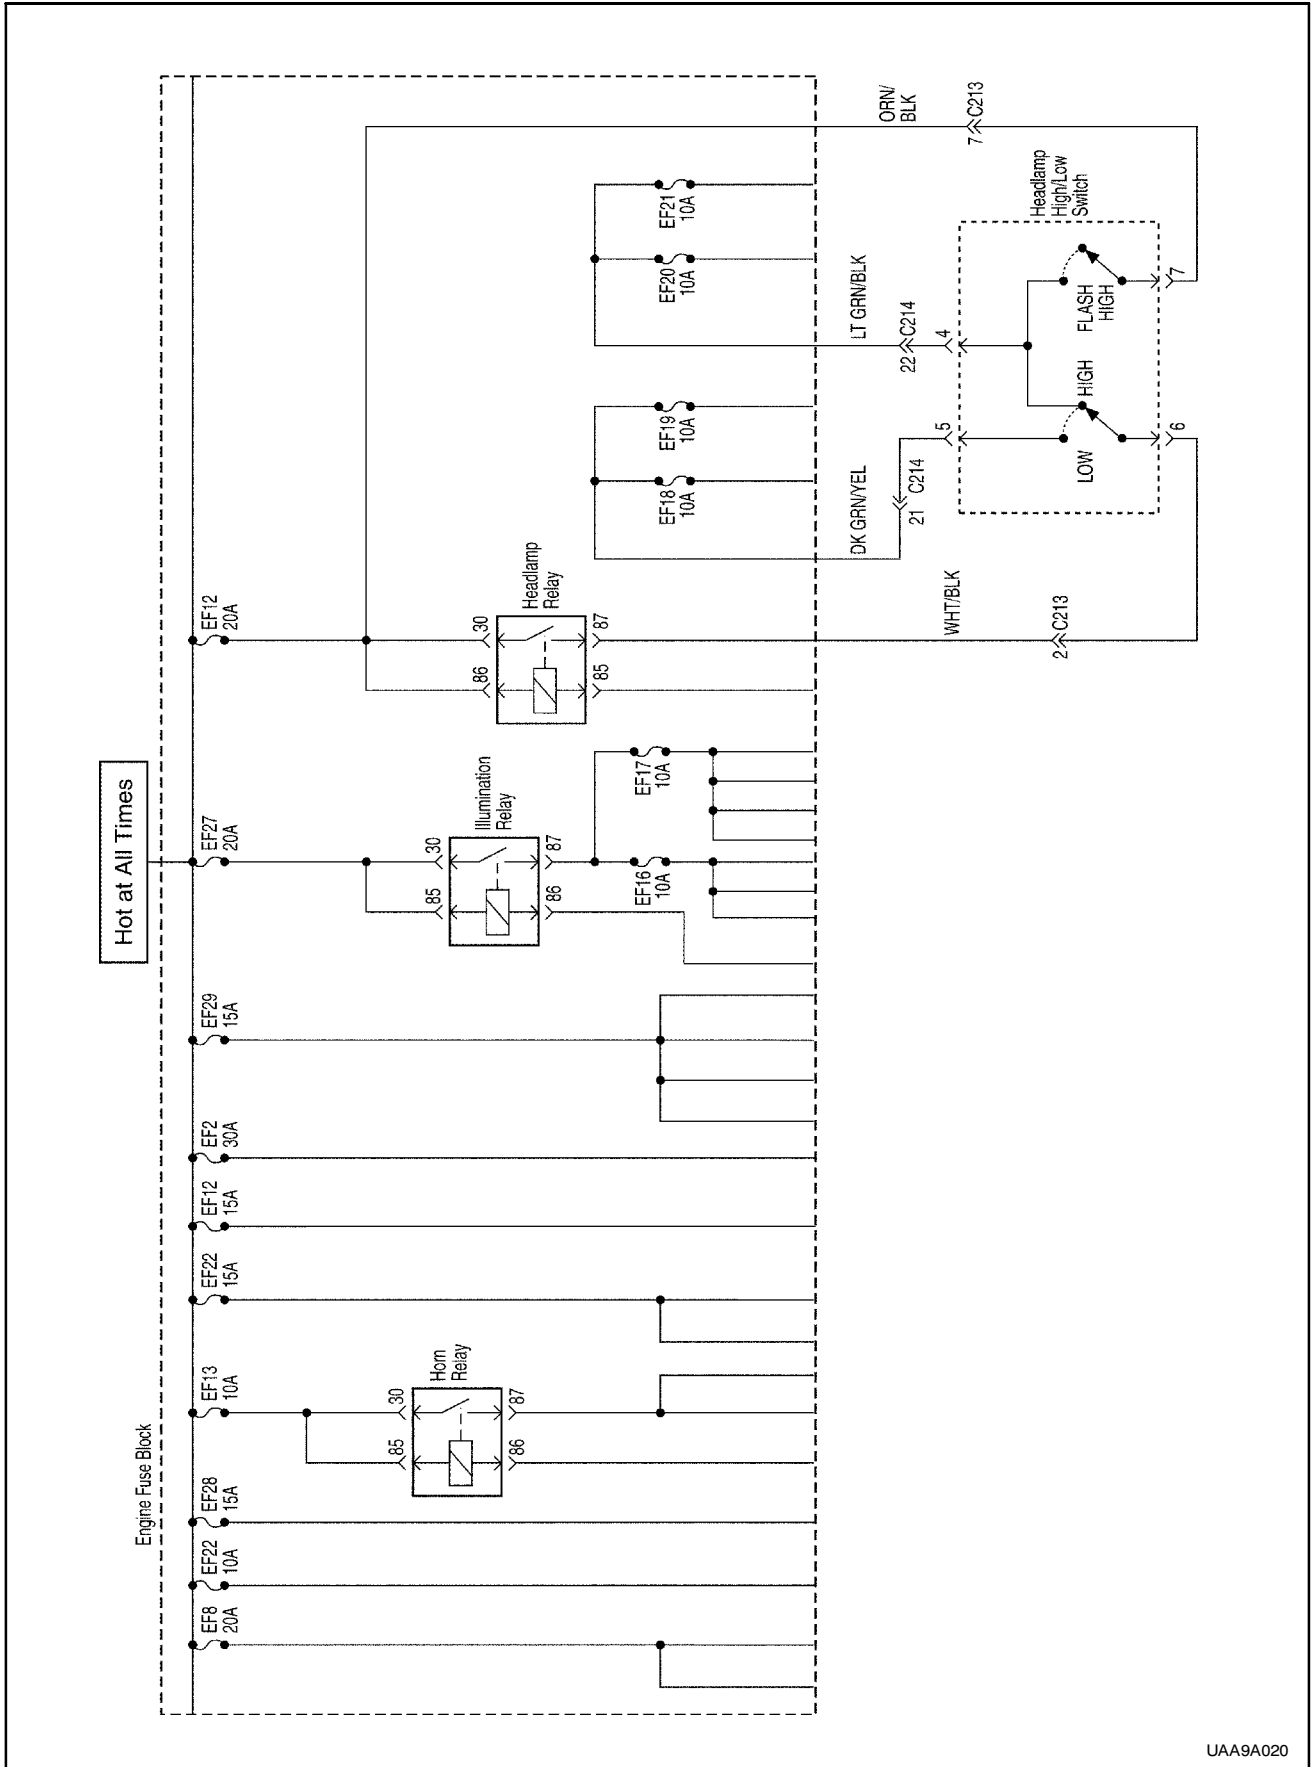 Hot at All Times
Engine Fuse Block
EF8
20A
EF22
10A
EF28
15A
EF13
10A
EF22
15A
EF12
15A
EF2
30A
EF29
15A
EF27
20A
EF12
20A
Horn
Relay
85
30
86
87
Illumination
Relay
85
30
86
87
EF16
10A
EF17
10A
Headlamp
Relay
86
30
85
87
EF18
10A
EF19
10A
EF20
10A
EF21
10A
WHT/BLK
2
C213
DK GRN/YEL
21
C214
LT GRN/BLK
22
C214
ORN/
BLK
7
C213
Headlamp
High/Low
Switch
5
4
LOW
HIGH
FLASH
HIGH
6
7
UAA9A020